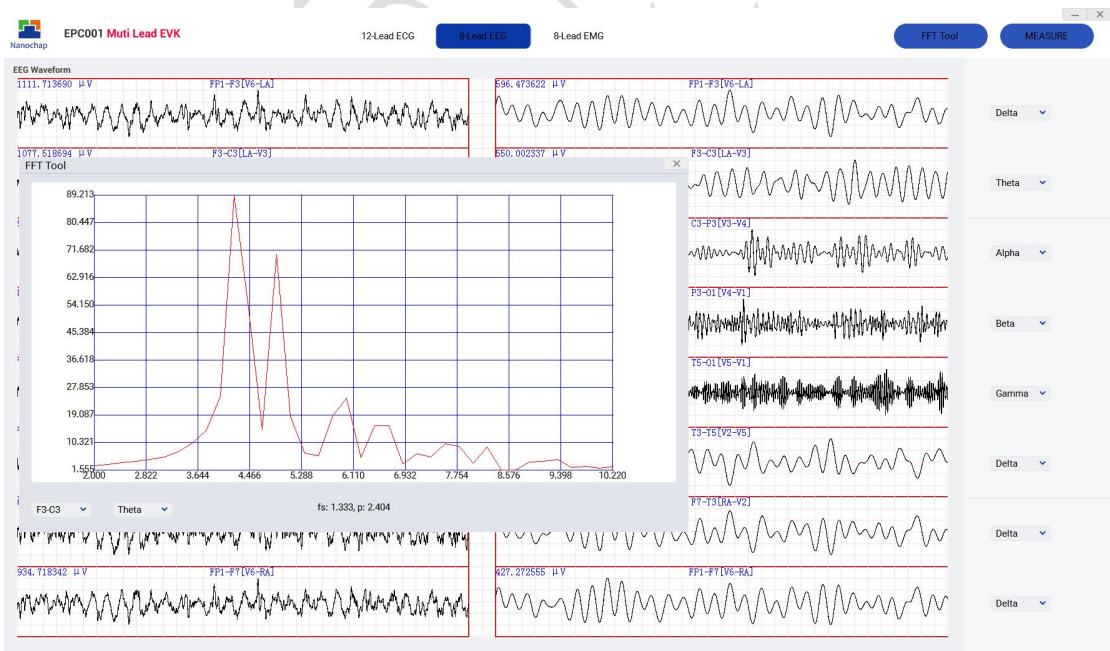 Nanochap
EPC001 Muti Lead EVK
12-Lead ECG
8-Lead EEG
8-Lead EMG
FFT Tool
MEASURE
EEG Waveform
1111.713690 μV
FP1-F3[V6-LA]
596.473622 μV
FP1-F3[V6-LA]
Delta
1077.518694 μV
F3-C3[LA-V3]
550.002337 μV
F3-C3[LA-V3]
Theta
C3-P3[V3-V4]
Alpha
P3-O1[V4-V1]
Beta
T5-O1[V5-V1]
Gamma
T3-T5[V2-V5]
Delta
F7-T3[RA-V2]
Delta
934.718342 μV
FP1-F7[V6-RA]
427.272555 μV
FP1-F7[V6-RA]
Delta
FFT Tool
89.213
80.447
71.682
62.916
54.150
45.384
36.618
27.853
19.087
10.321
1.555
2.000
2.822
3.644
4.466
5.288
6.110
6.932
7.754
8.576
9.398
10.220
F3-C3
Theta
fs: 1.333, p: 2.404